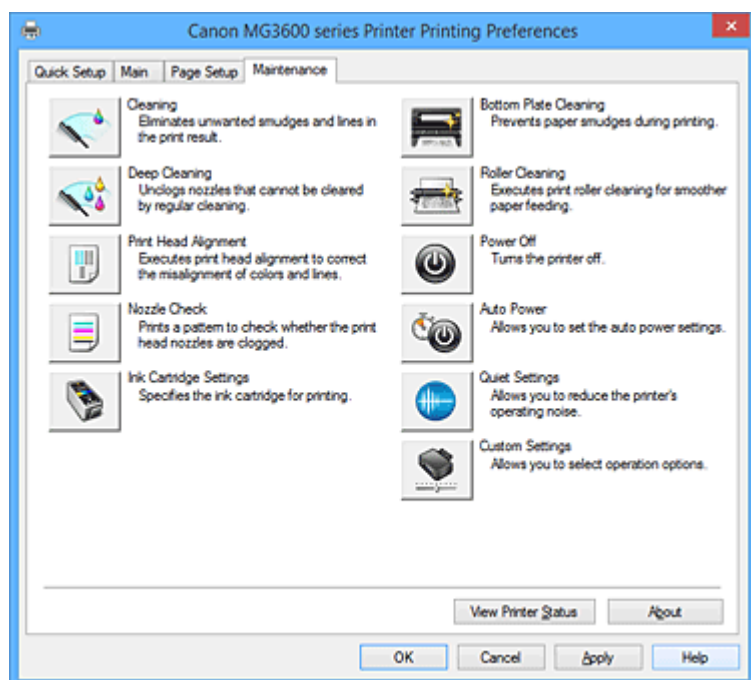 Canon MG3600 series Printer Printing Preferences
Quick Setup Main Page Setup Maintenance
Cleaning
Eliminates unwanted smudges and lines in
the print result.
Deep Cleaning
Unclogs nozzles that cannot be cleared
by regular cleaning.
Print Head Alignment
Executes print head alignment to correct
the misalignment of colors and lines.
Nozzle Check
Prints a pattern to check whether the print
head nozzles are clogged.
Ink Cartridge Settings
Specifies the ink cartridge for printing.
Bottom Plate Cleaning
Prevents paper smudges during printing.
Roller Cleaning
Executes print roller cleaning for smoother
paper feeding.
Power Off
Turns the printer off.
Auto Power
Allows you to set the auto power settings.
Quiet Settings
Allows you to reduce the printer's
operating noise.
Custom Settings
Allows you to select operation options.
View Printer Status About
OK Cancel Apply Help